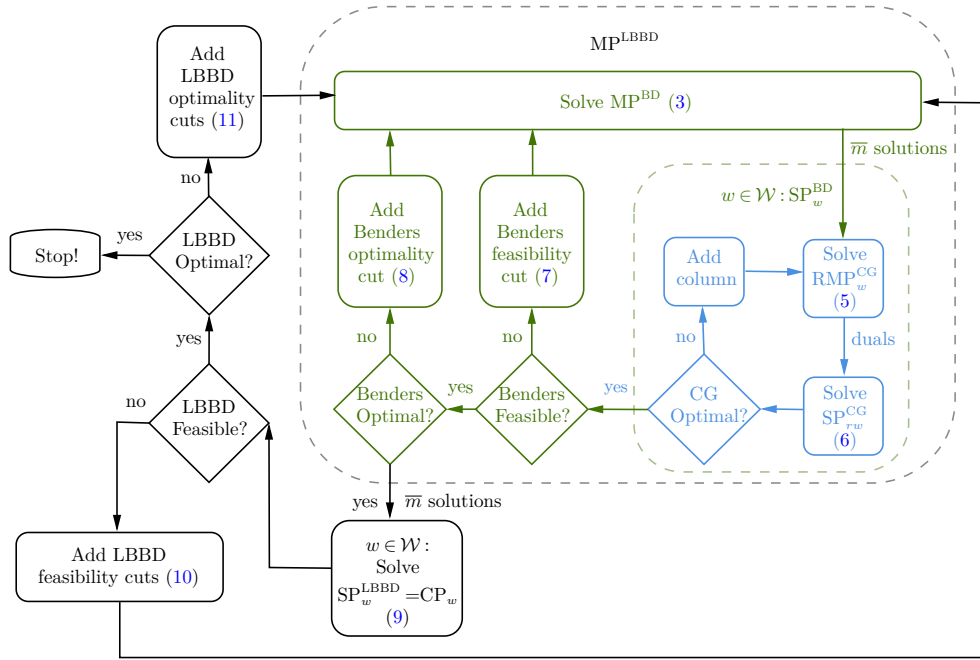 MP^LBBD
Add
LBBD
optimality
cuts (11)
Solve MP^BD (3)
m̅ solutions
no
w ∈ 𝒲 : SP_w^BD
Add
Benders
optimality
cut (8)
Add
Benders
feasibility
cut (7)
yes
Stop!
LBBD
Optimal?
Add
column
Solve
RMP_w^CG
(5)
yes
no
no
no
duals
no
LBBD
Feasible?
Benders
Optimal?
yes
Benders
Feasible?
yes
CG
Optimal?
Solve
SP_rw^CG
(6)
yes
m̅ solutions
Add LBBD
feasibility cuts (10)
w ∈ 𝒲 :
Solve
SP_w^LBBD =CP_w
(9)